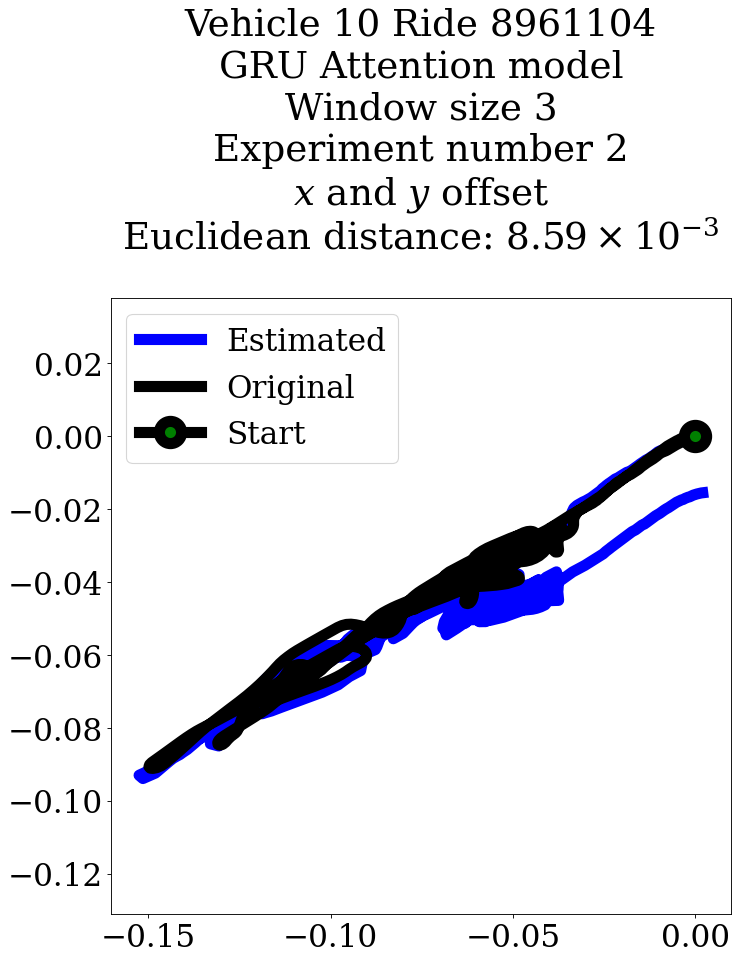 Vehicle 10 Ride 8961104
GRU Attention model
Window size 3
Experiment number 2
x and y offset
Euclidean distance: 8.59 × 10⁻³
Estimated
Original
Start
0.02
0.00
−0.02
−0.04
−0.06
−0.08
−0.10
−0.12
−0.15 −0.10 −0.05 0.00